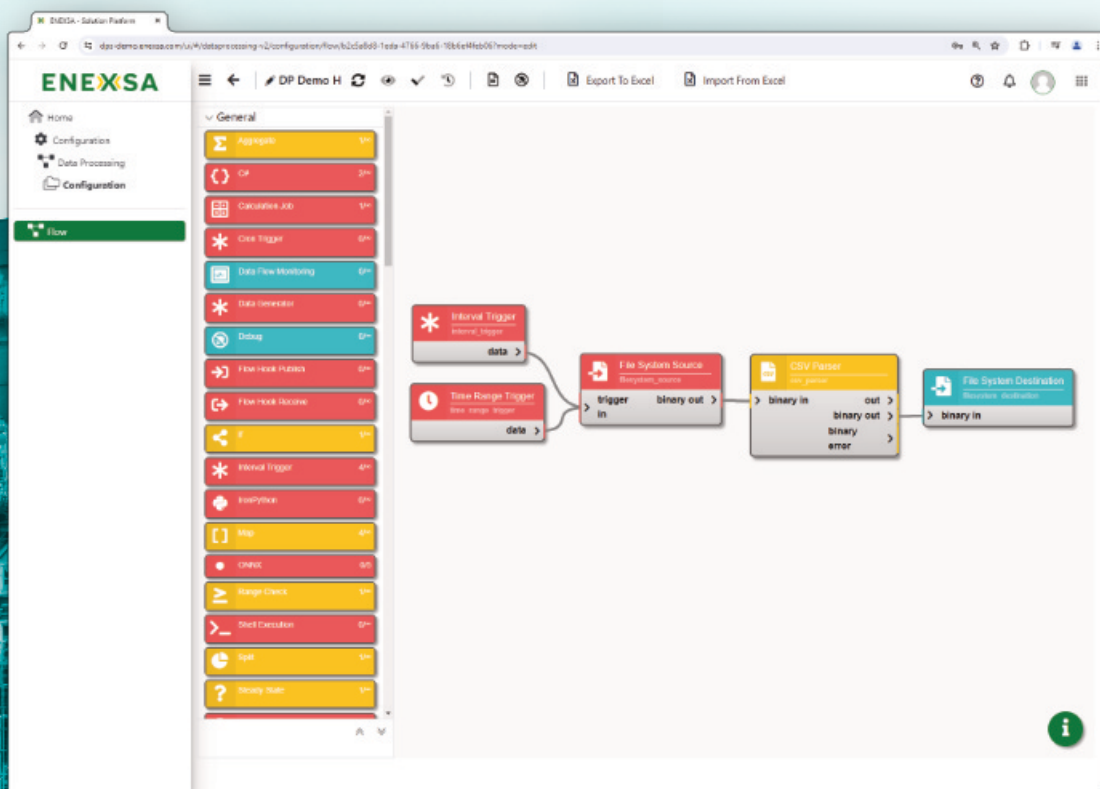 ENEXSA - Solution Platform
ENEXSA
DP Demo H
Export To Excel
Import From Excel
Home
Configuration
Data Processing
Configuration
Flow
General
Aggregate
C#
Calculation Job
Cron Trigger
Data Flow Monitoring
Data Generator
Debug
Flow Hook Publish
Flow Hook Receive
If
Interval Trigger
IronPython
Map
ONNX
Range Check
Shell Execution
Split
Steady State
Interval Trigger
interval_trigger
data
Time Range Trigger
time_range_trigger
data
File System Source
filesystem_source
trigger
in
binary out
CSV Parser
csv_parser
binary in
out
binary out
binary
error
File System Destination
filesystem_destination
binary in